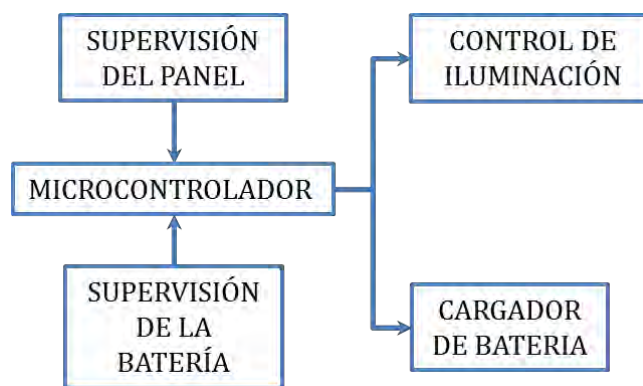 SUPERVISIÓN
DEL PANEL
CONTROL DE
ILUMINACIÓN
MICROCONTROLADOR
SUPERVISIÓN
DE LA
BATERÍA
CARGADOR
DE BATERIA